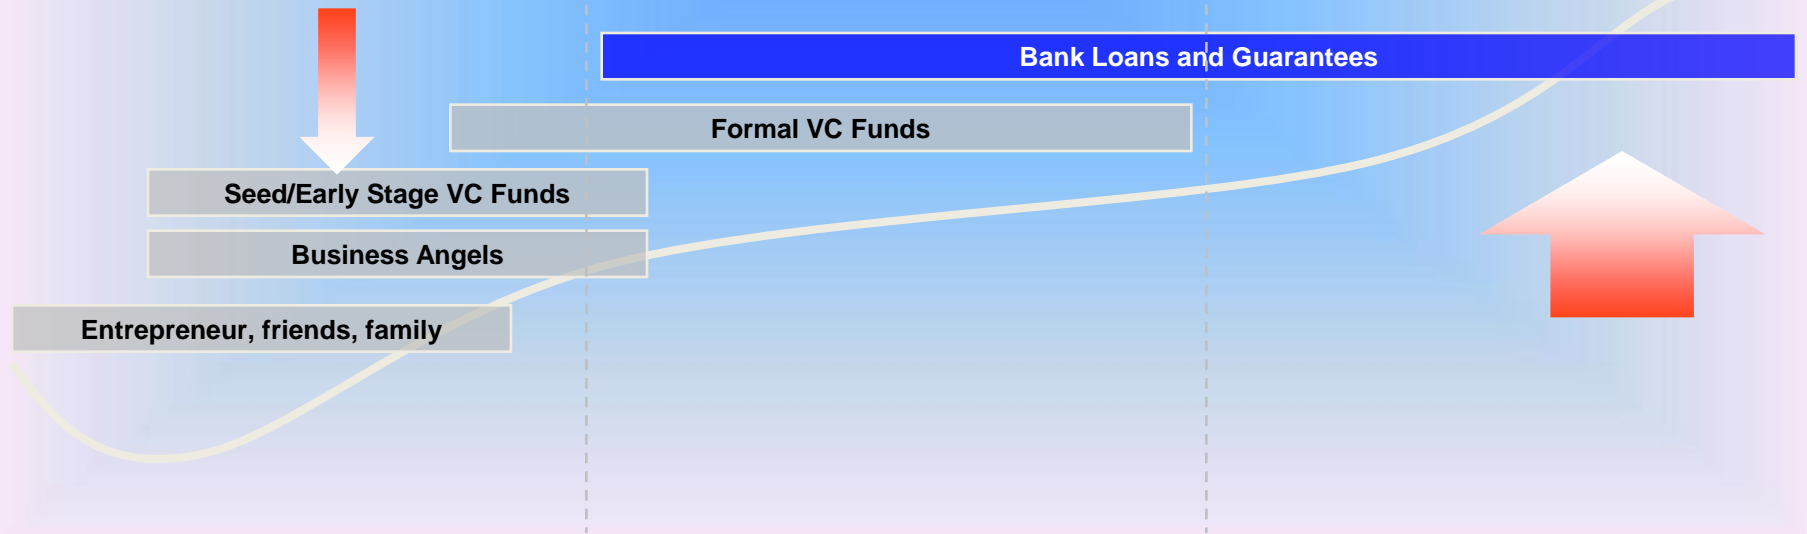 Bank Loans and Guarantees
Formal VC Funds
Seed/Early Stage VC Funds
Business Angels
Entrepreneur, friends, family